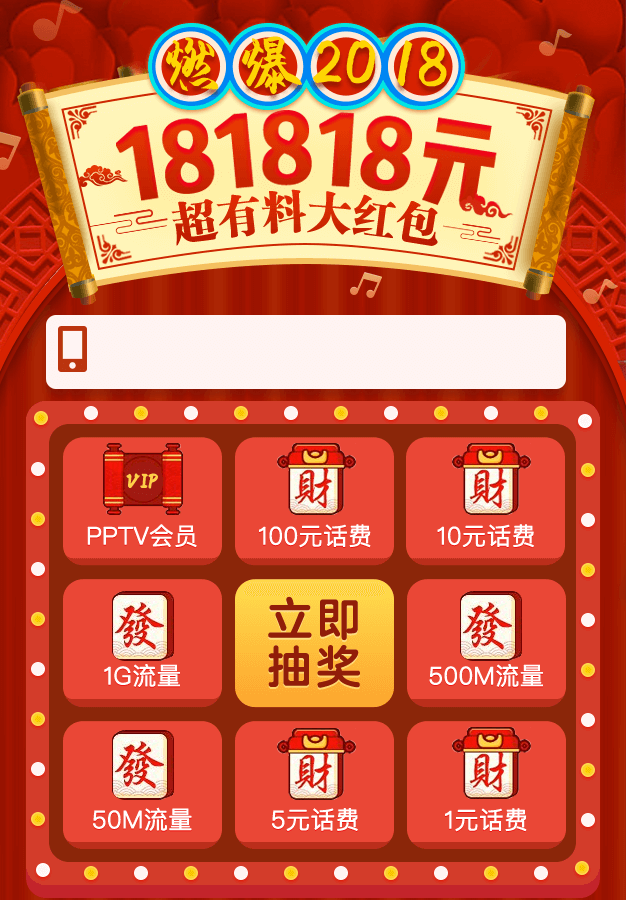 燃爆2018
181818元
超有料大红包
VIP
財
財
PPTV会员
100元话费
10元话费
發
立即
抽奖
發
1G流量
500M流量
發
財
財
50M流量
5元话费
1元话费